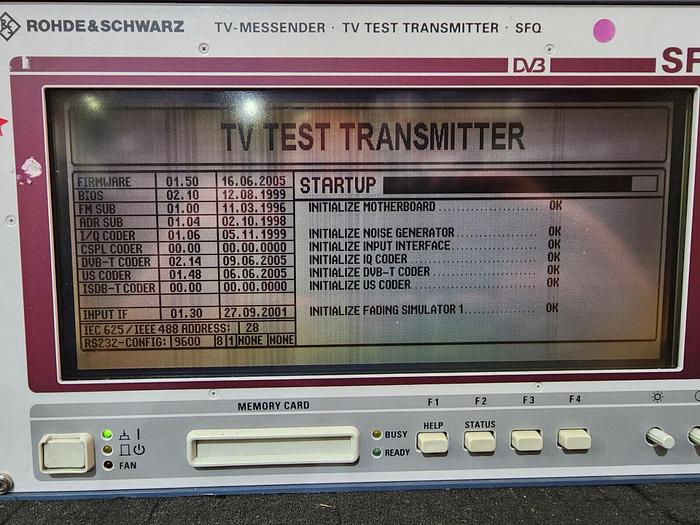 ROHDE&SCHWARZ TV-MESSENDER · TV TEST TRANSMITTER · SFQ
DVB SF
TV TEST TRANSMITTER
FIRMWARE 01.50 16.06.2005
BIOS 02.10 12.08.1999
FM SUB 01.00 11.03.1996
ADR SUB 01.04 02.10.1998
I/Q CODER 01.06 05.11.1999
CSPL CODER 00.00 00.00.0000
DVB-T CODER 02.14 09.06.2005
US CODER 01.48 06.06.2005
ISDB-T CODER 00.00 00.00.0000
INPUT IF 01.30 27.09.2001
IEC 625 / IEEE 488 ADDRESS: 28
RS232-CONFIG: 9600 8 1 NONE NONE
STARTUP
INITIALIZE MOTHERBOARD OK
INITIALIZE NOISE GENERATOR OK
INITIALIZE INPUT INTERFACE OK
INITIALIZE IQ CODER OK
INITIALIZE DVB-T CODER OK
INITIALIZE US CODER OK
INITIALIZE FADING SIMULATOR 1 OK
MEMORY CARD
F1 F2 F3 F4
HELP STATUS
BUSY
READY
FAN